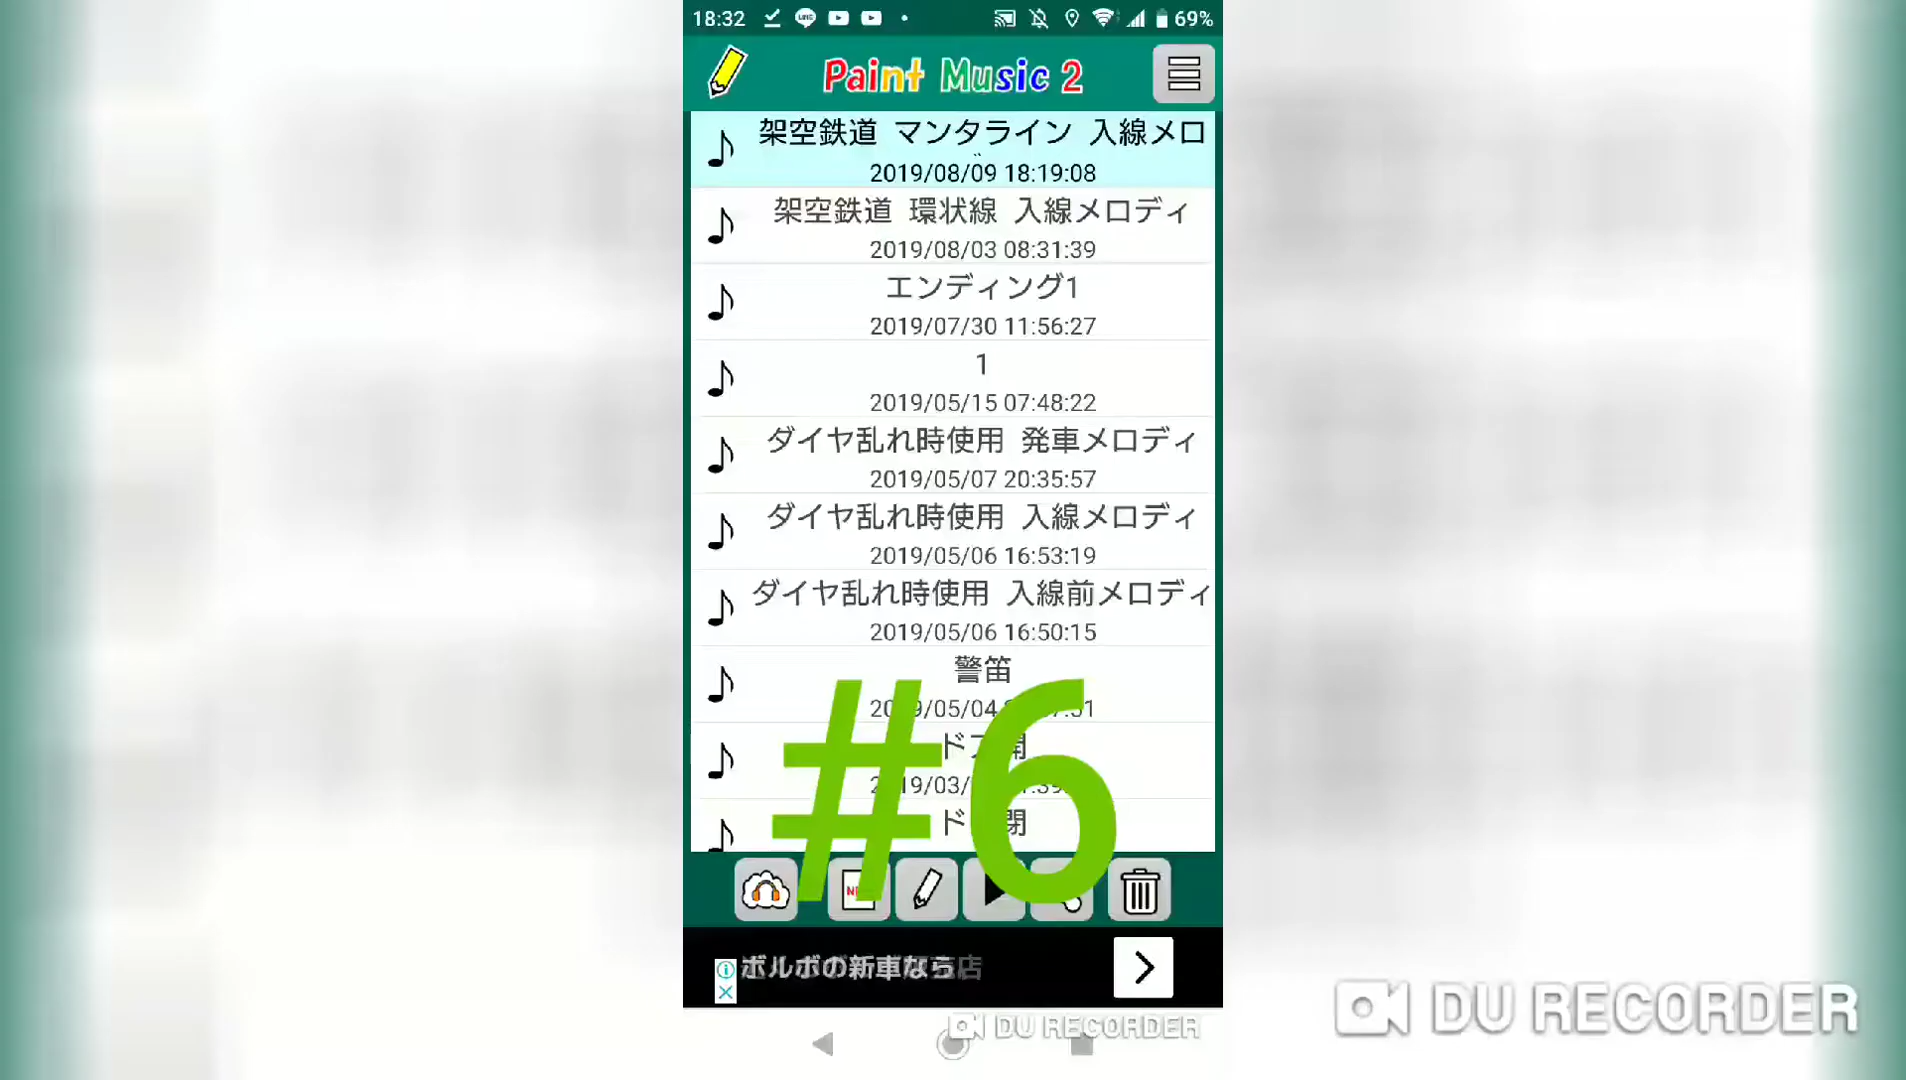 18:32
69%
Paint Music 2
架空鉄道 マンタライン 入線メロ
2019/08/09 18:19:08
架空鉄道 環状線 入線メロディ
2019/08/03 08:31:39
エンディング1
2019/07/30 11:56:27
1
2019/05/15 07:48:22
ダイヤ乱れ時使用 発車メロディ
2019/05/07 20:35:57
ダイヤ乱れ時使用 入線メロディ
2019/05/06 16:53:19
ダイヤ乱れ時使用 入線前メロディ
2019/05/06 16:50:15
警笛
#6
ボルボの新車なら
DU RECORDER
DU RECORDER